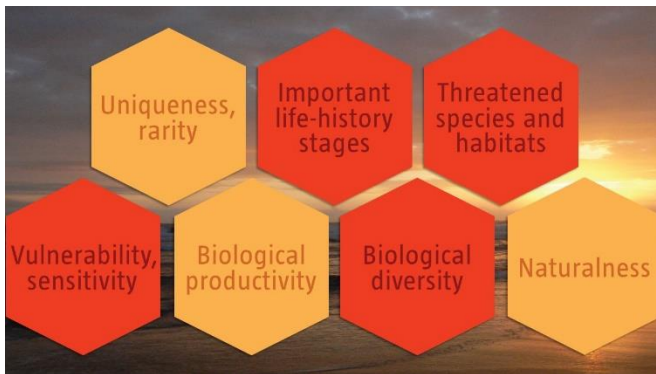 Uniqueness,
rarity
Important
life-history
stages
Threatened
species and
habitats
Vulnerability,
sensitivity
Biological
productivity
Biological
diversity
Naturalness